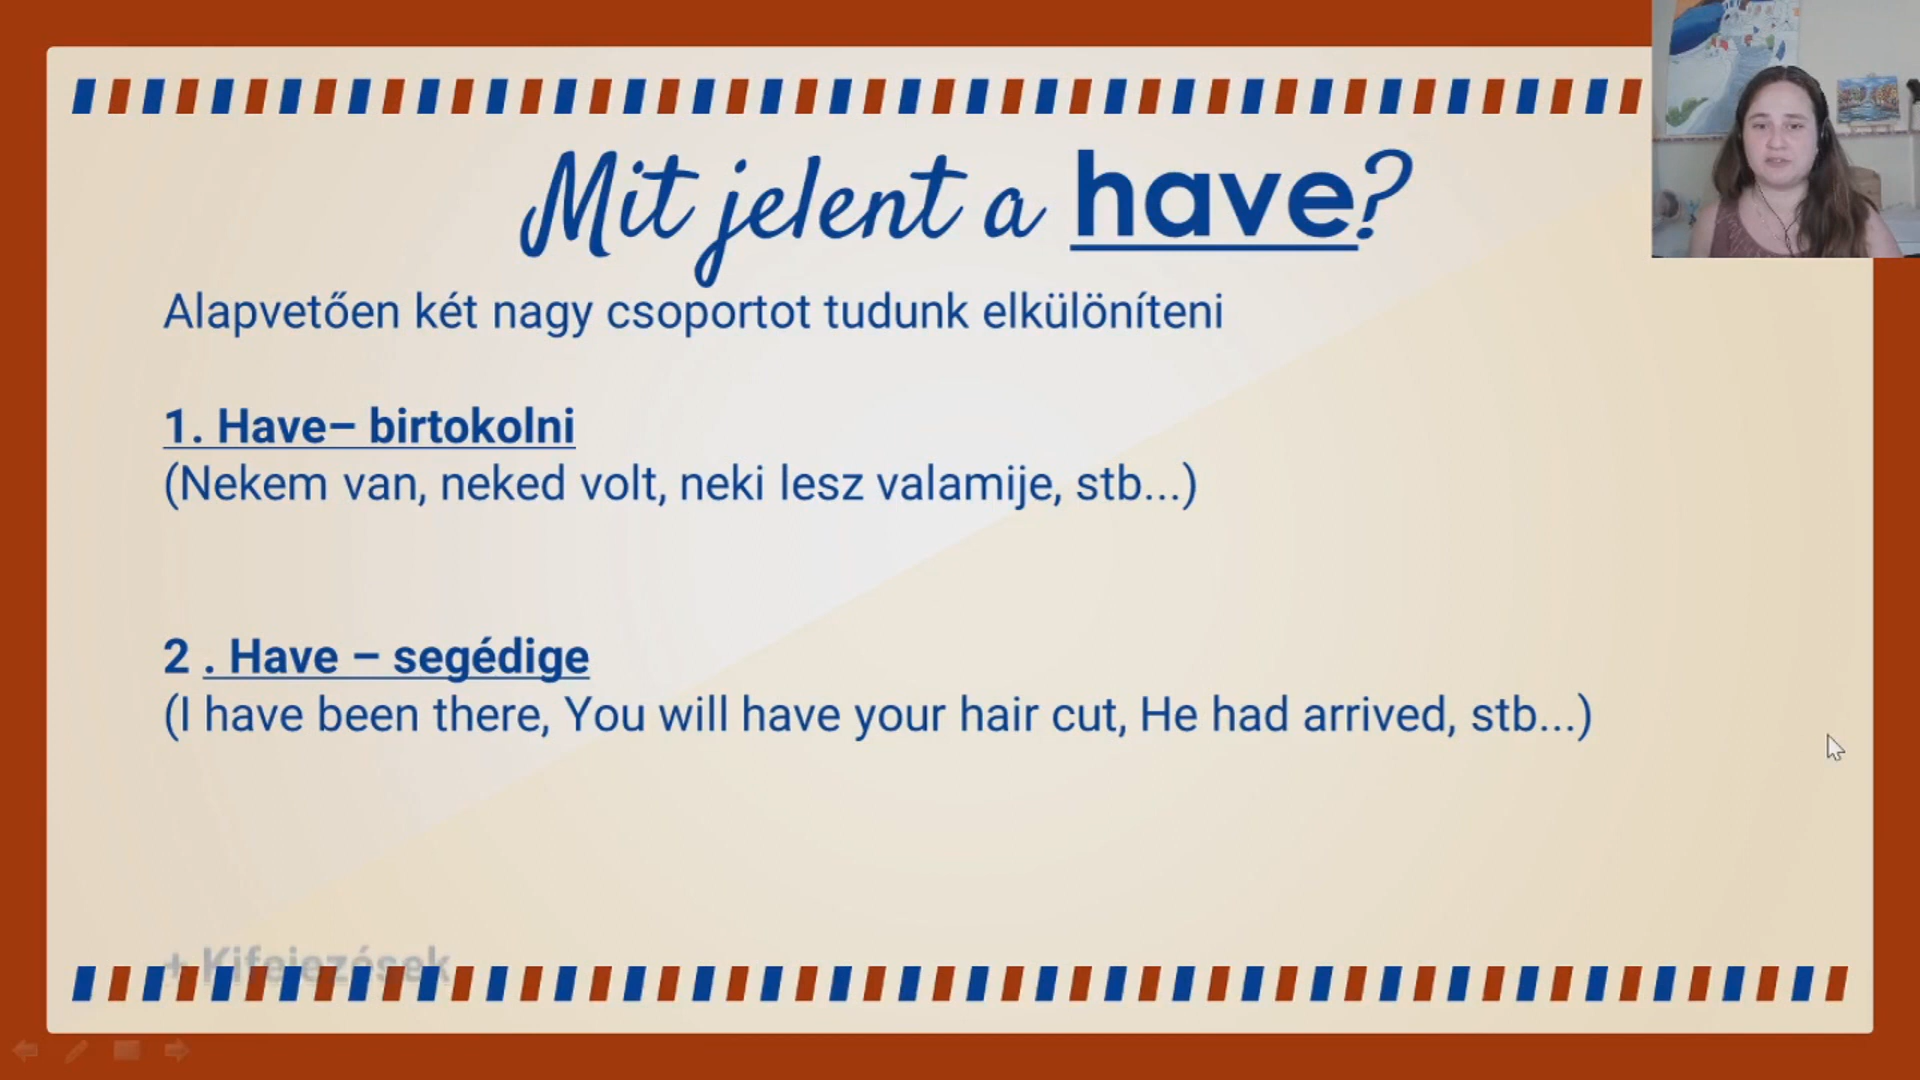 Mit jelent a have?
Alapvetően két nagy csoportot tudunk elkülöníteni
1. Have– birtokolni
(Nekem van, neked volt, neki lesz valamije, stb...)
2 . Have – segédige
(I have been there, You will have your hair cut, He had arrived, stb...)
+ Kifejezések